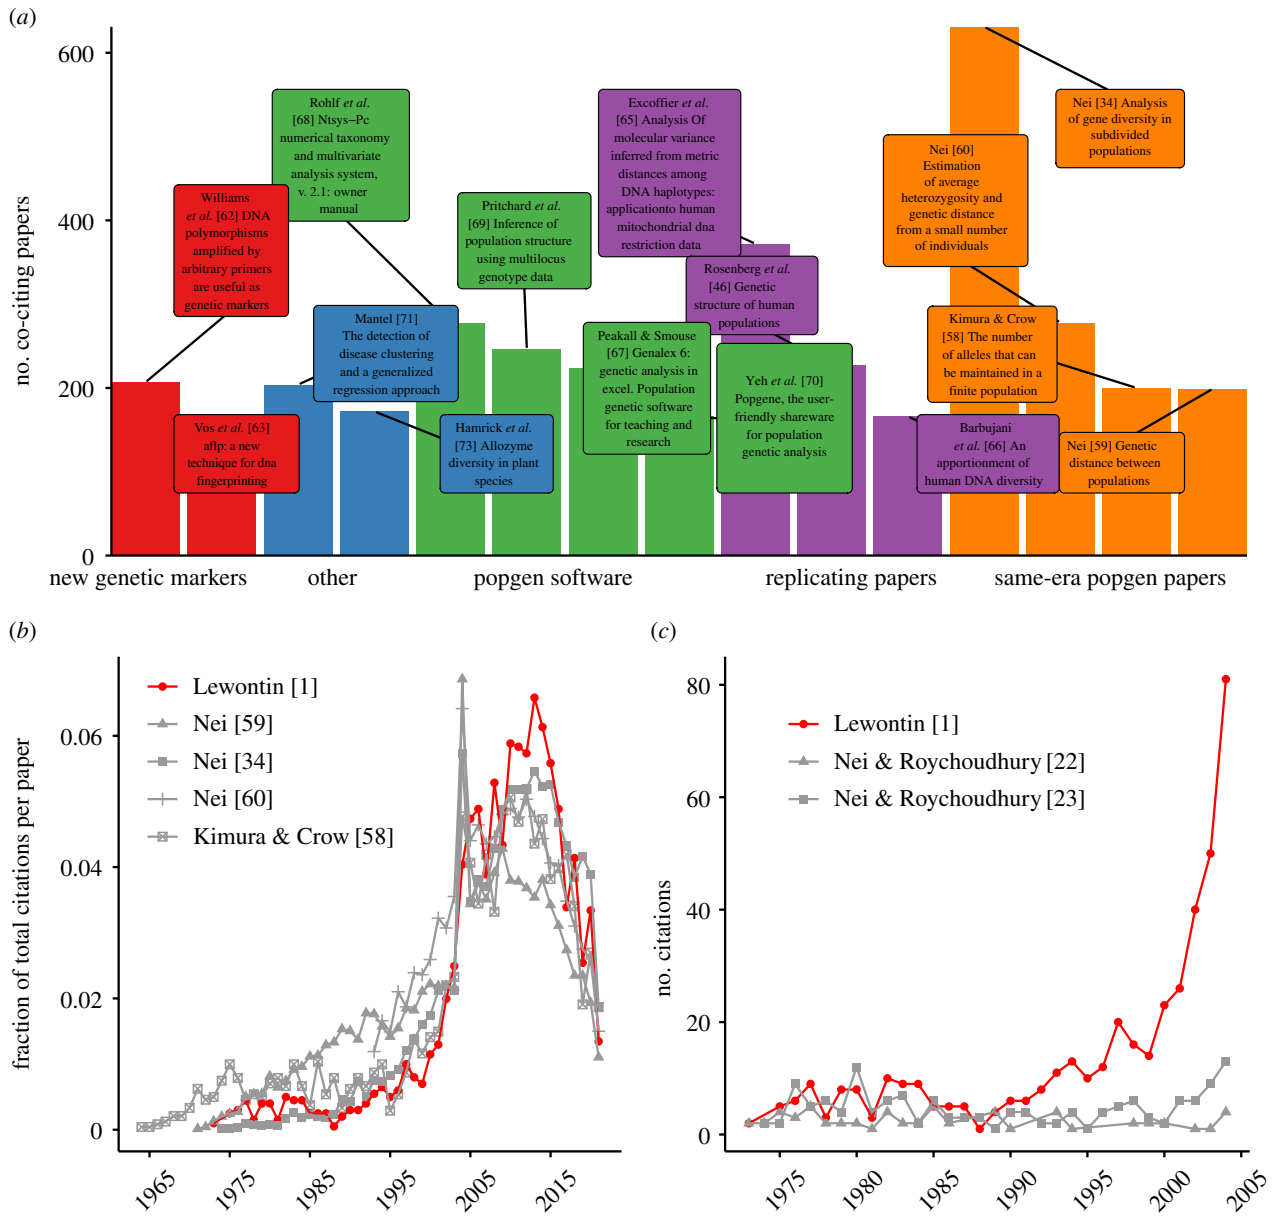 (a)
no. co-citing papers
600
400
200
0
Williams
et al. [62] DNA
polymorphisms
amplified by
arbitrary primers
are useful as
genetic markers
Vos et al. [63]
aflp: a new
technique for dna
fingerprinting
Rohlf et al.
[68] Ntsys–Pc
numerical taxonomy
and multivariate
analysis system,
v. 2.1: owner
manual
Mantel [71]
The detection of
disease clustering
and a generalized
regression approach
Hamrick et al.
[73] Allozyme
diversity in plant
species
Pritchard et al.
[69] Inference of
population structure
using multilocus
genotype data
Peakall & Smouse
[67] Genalex 6:
genetic analysis in
excel. Population
genetic software
for teaching and
research
Excoffier et al.
[65] Analysis Of
molecular variance
inferred from metric
distances among
DNA haplotypes:
applicationto human
mitochondrial dna
restriction data
Rosenberg et al.
[46] Genetic
structure of human
populations
Yeh et al. [70]
Popgene, the user-
friendly shareware
for population
genetic analysis
Barbujani
et al. [66] An
apportionment of
human DNA diversity
Nei [60]
Estimation
of average
heterozygosity and
genetic distance
from a small number
of individuals
Nei [34] Analysis
of gene diversity in
subdivided
populations
Kimura & Crow
[58] The number
of alleles that can
be maintained in a
finite population
Nei [59] Genetic
distance between
populations
new genetic markers
other
popgen software
replicating papers
same-era popgen papers
(b)
fraction of total citations per paper
0.06
0.04
0.02
0
Lewontin [1]
Nei [59]
Nei [34]
Nei [60]
Kimura & Crow [58]
1965
1975
1985
1995
2005
2015
(c)
no. citations
80
60
40
20
0
Lewontin [1]
Nei & Roychoudhury [22]
Nei & Roychoudhury [23]
1975
1980
1985
1990
1995
2000
2005